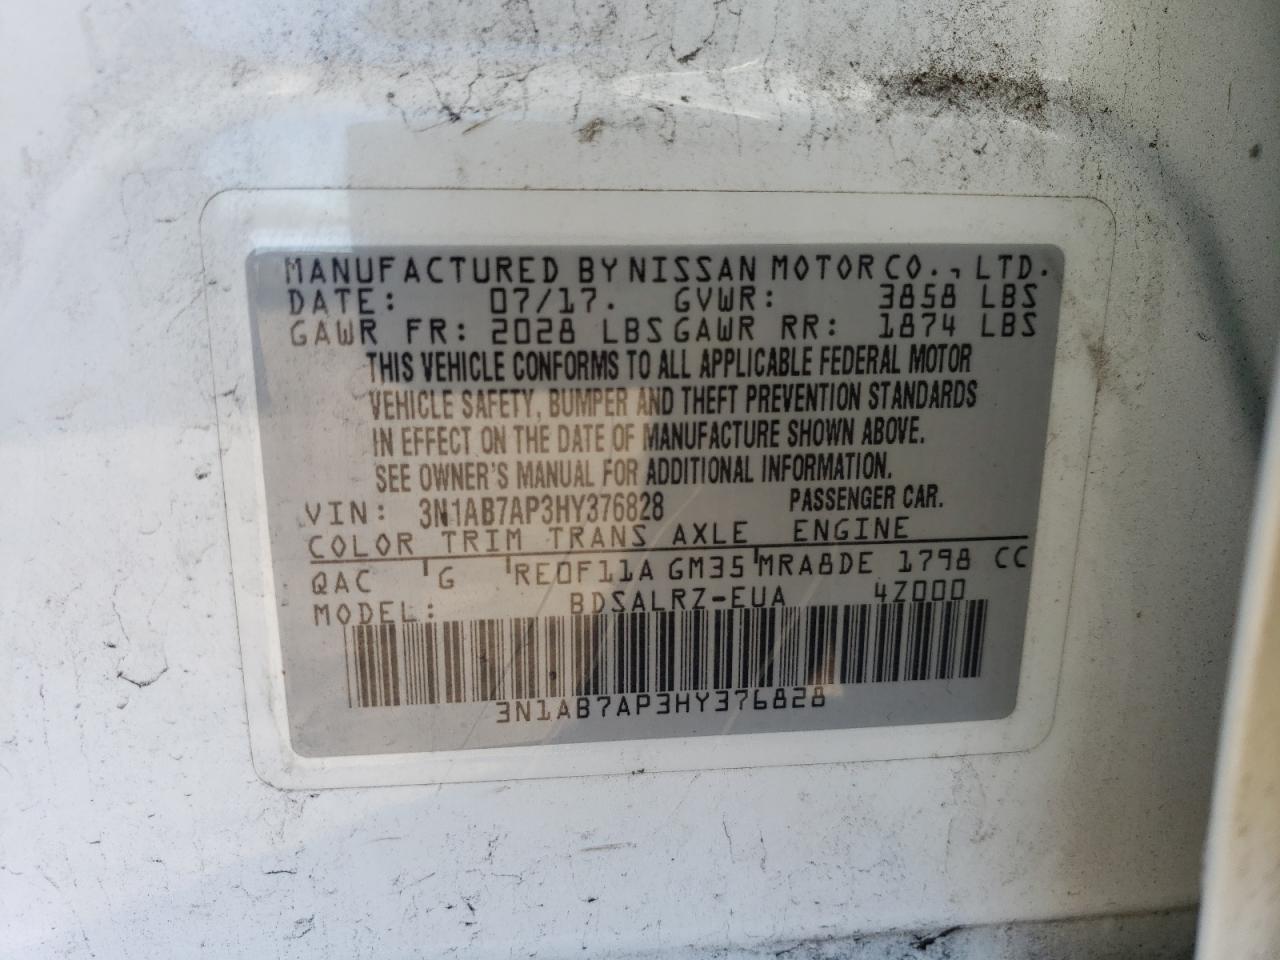 MANUFACTURED BY NISSAN MOTOR CO., LTD.
DATE: 07/17. GVWR: 3858 LBS
GAWR FR: 2028 LBS GAWR RR: 1874 LBS
THIS VEHICLE CONFORMS TO ALL APPLICABLE FEDERAL MOTOR
VEHICLE SAFETY, BUMPER AND THEFT PREVENTION STANDARDS
IN EFFECT ON THE DATE OF MANUFACTURE SHOWN ABOVE.
SEE OWNER'S MANUAL FOR ADDITIONAL INFORMATION.
VIN: 3N1AB7AP3HY376828 PASSENGER CAR.
COLOR TRIM TRANS AXLE ENGINE
QAC G RE0F11A GM35 MRA8DE 1798 CC
MODEL: BDSALRZ-EUA 4Z000
3N1AB7AP3HY376828